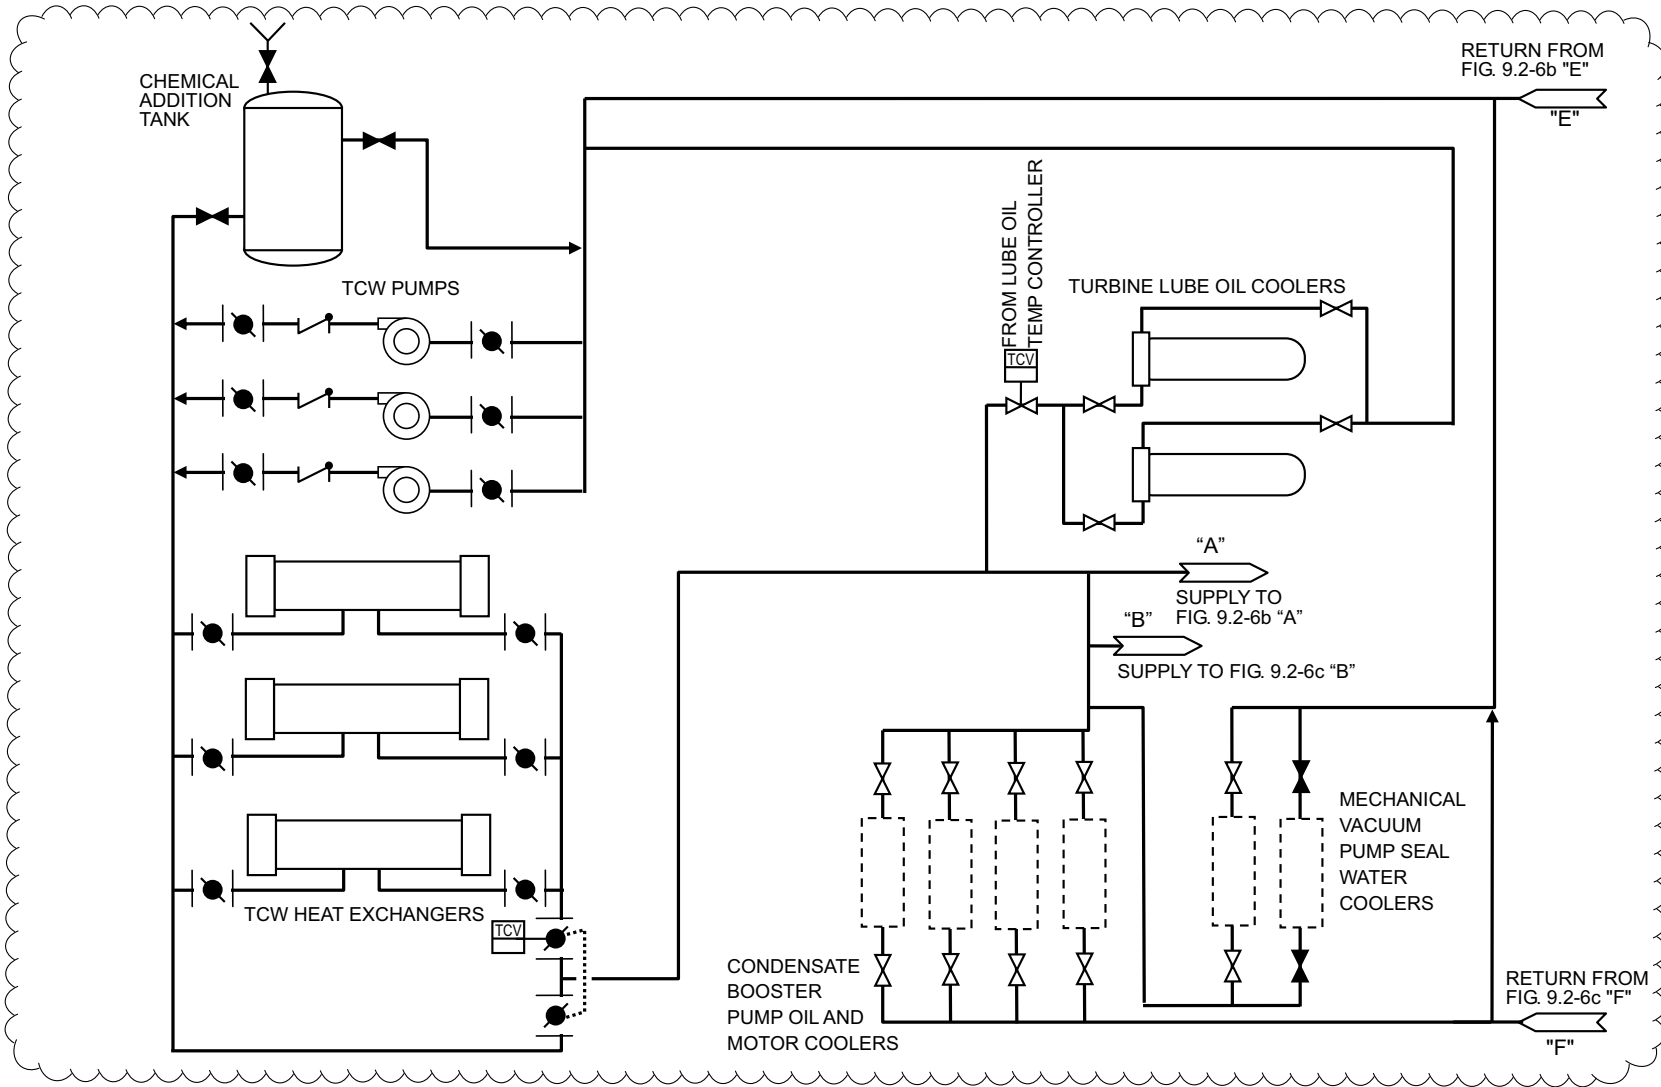 RETURN FROM
FIG. 9.2-6b "E"
"E"
CHEMICAL
ADDITION
TANK
FROM LUBE OIL
TEMP CONTROLLER
TCW PUMPS
TURBINE LUBE OIL COOLERS
TCV
“A”
SUPPLY TO
FIG. 9.2-6b “A”
“B”
SUPPLY TO FIG. 9.2-6c “B”
MECHANICAL
VACUUM
PUMP SEAL
WATER
COOLERS
TCW HEAT EXCHANGERS
TCV
CONDENSATE
BOOSTER
PUMP OIL AND
MOTOR COOLERS
RETURN FROM
FIG. 9.2-6c "F"
"F"